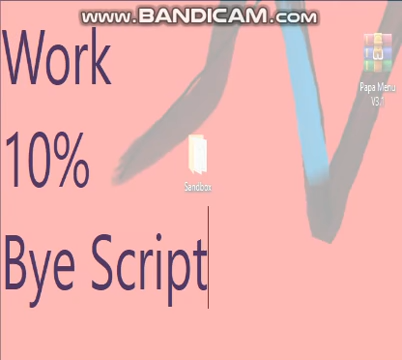 www.BANDICAM.com
Work
10%
Bye Script
Sandbox
Papa Menu
V3.1